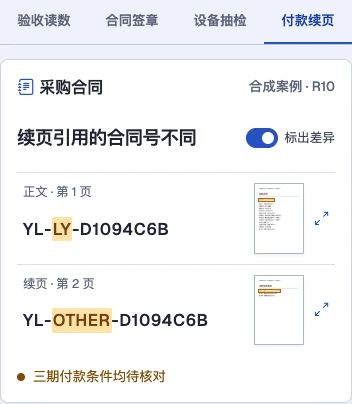 验收读数 合同签章 设备抽检 付款续页
采购合同 合成案例 · R10
续页引用的合同号不同 标出差异
正文 · 第 1 页
YL-LY-D1094C6B
续页 · 第 2 页
YL-OTHER-D1094C6B
三期付款条件均待核对